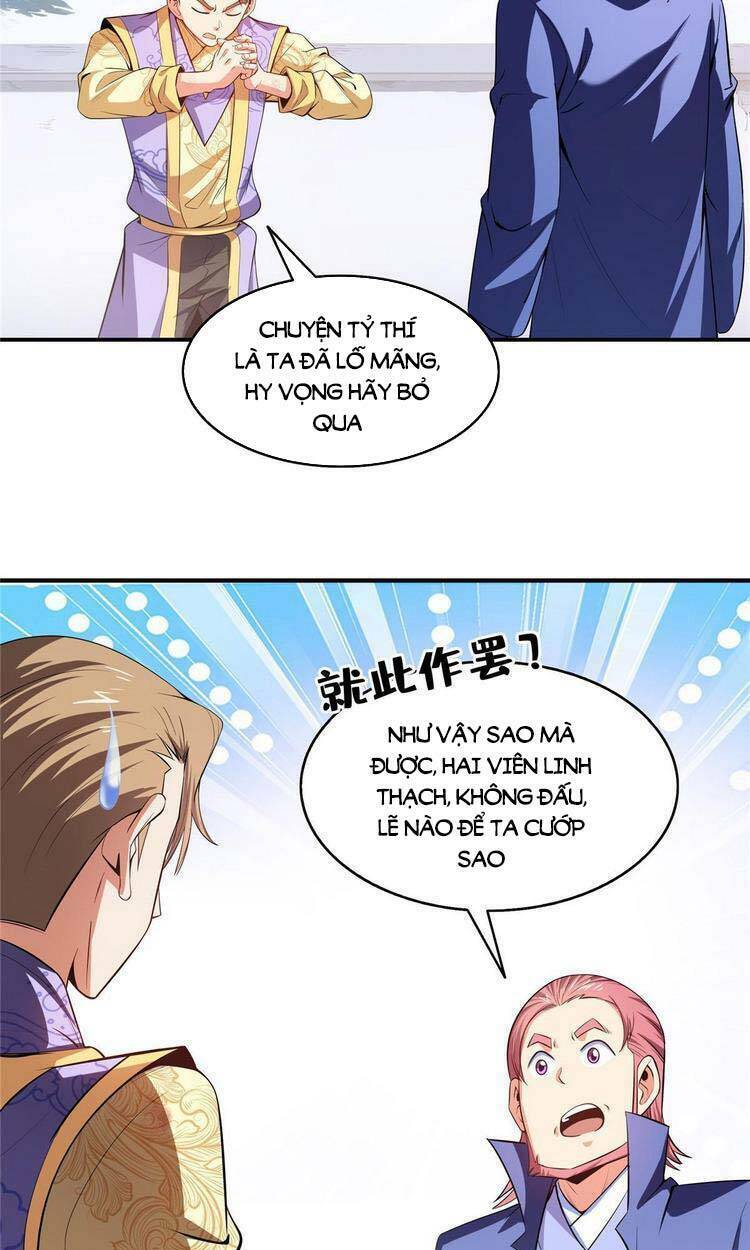 CHUYỆN TỶ THÍ
LÀ TA ĐÃ LỖ MÃNG,
HY VỌNG HÃY BỎ
QUA
就此作罢?
NHƯ VẬY SAO MÀ
ĐƯỢC, HAI VIÊN LINH
THẠCH, KHÔNG ĐẤU,
LẼ NÀO ĐỂ TA CƯỚP
SAO